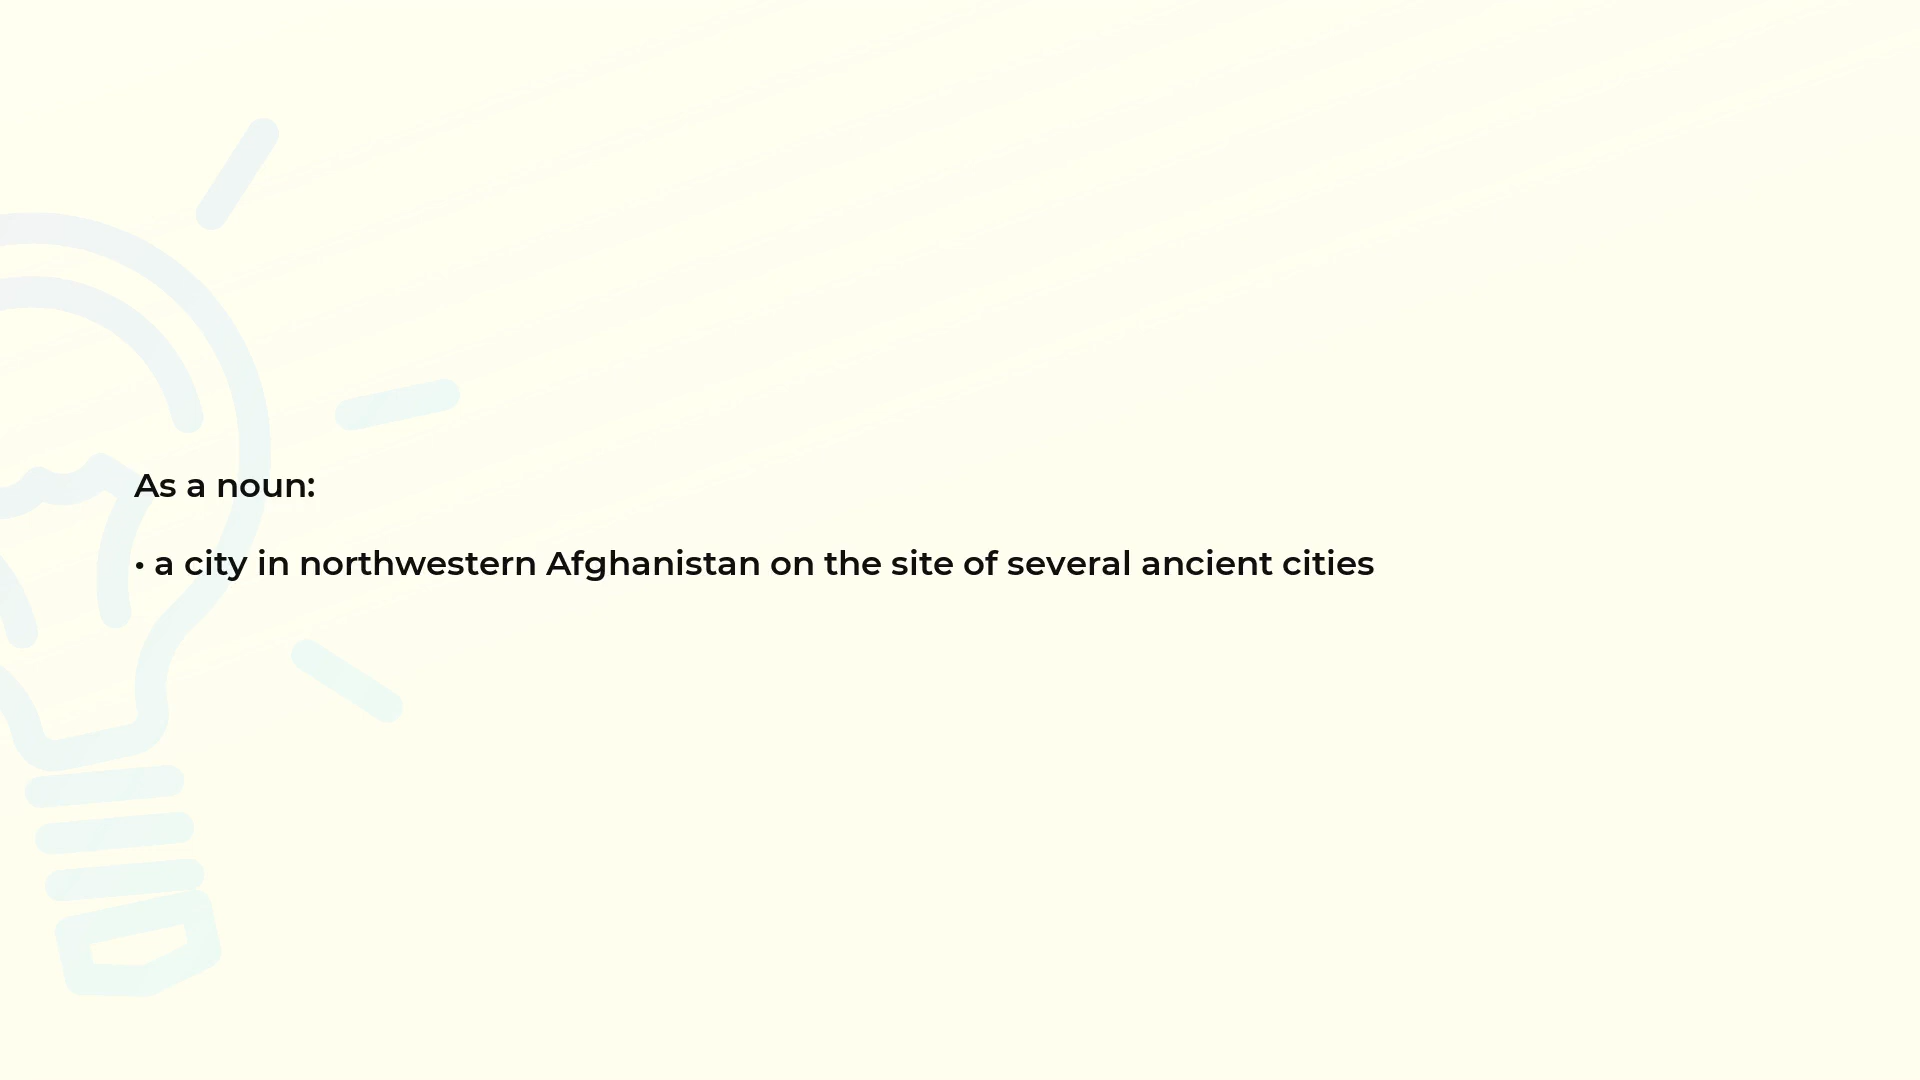 As a noun:
• a city in northwestern Afghanistan on the site of several ancient cities